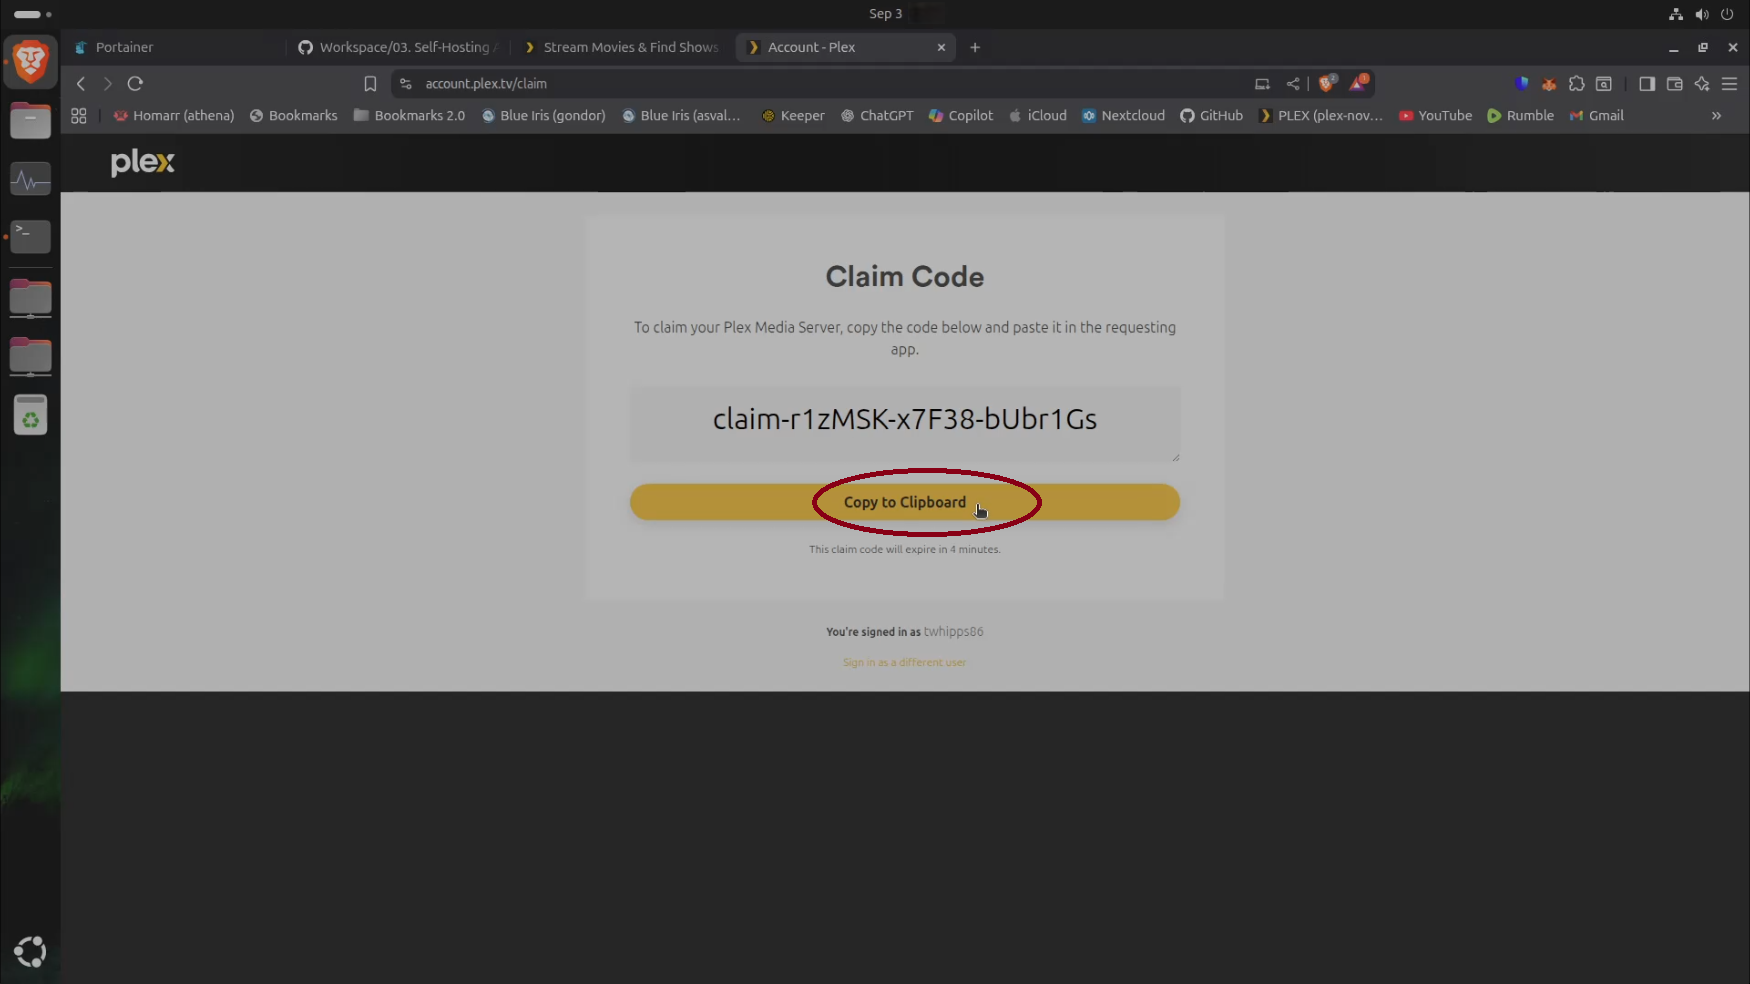 Sep 3
Portainer
Workspace/03. Self-Hosting A
Stream Movies & Find Shows
Account - Plex
account.plex.tv/claim
2
1
Homarr (athena)
Bookmarks
Bookmarks 2.0
Blue Iris (gondor)
Blue Iris (asval...
Keeper
ChatGPT
Copilot
iCloud
Nextcloud
GitHub
PLEX (plex-nov...
YouTube
Rumble
Gmail
plex
Claim Code
To claim your Plex Media Server, copy the code below and paste it in the requesting
app.
claim-r1zMSK-x7F38-bUbr1Gs
Copy to Clipboard
This claim code will expire in 4 minutes.
You're signed in as twhipps86
Sign in as a different user